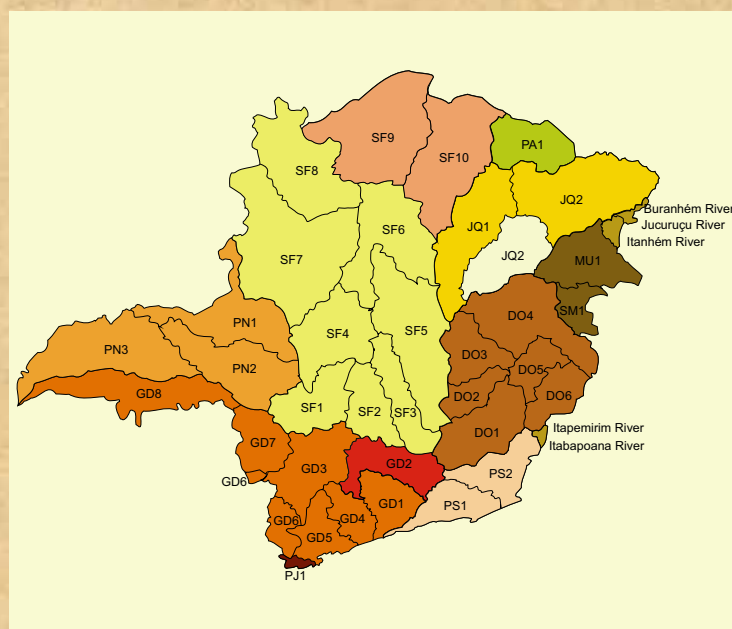 SF9
SF10
PA1
SF8
JQ2
Buranhém River
SF6
JQ1
Jucuruçu River
Itanhém River
SF7
JQ2
MU1
SM1
PN1
DO4
SF4
SF5
PN3
DO3
PN2
DO5
GD8
DO2
DO6
SF1
SF2
SF3
Itapemirim River
DO1
GD7
Itabapoana River
GD3
GD2
PS2
GD6
GD1
PS1
GD6
GD4
GD5
PJ1